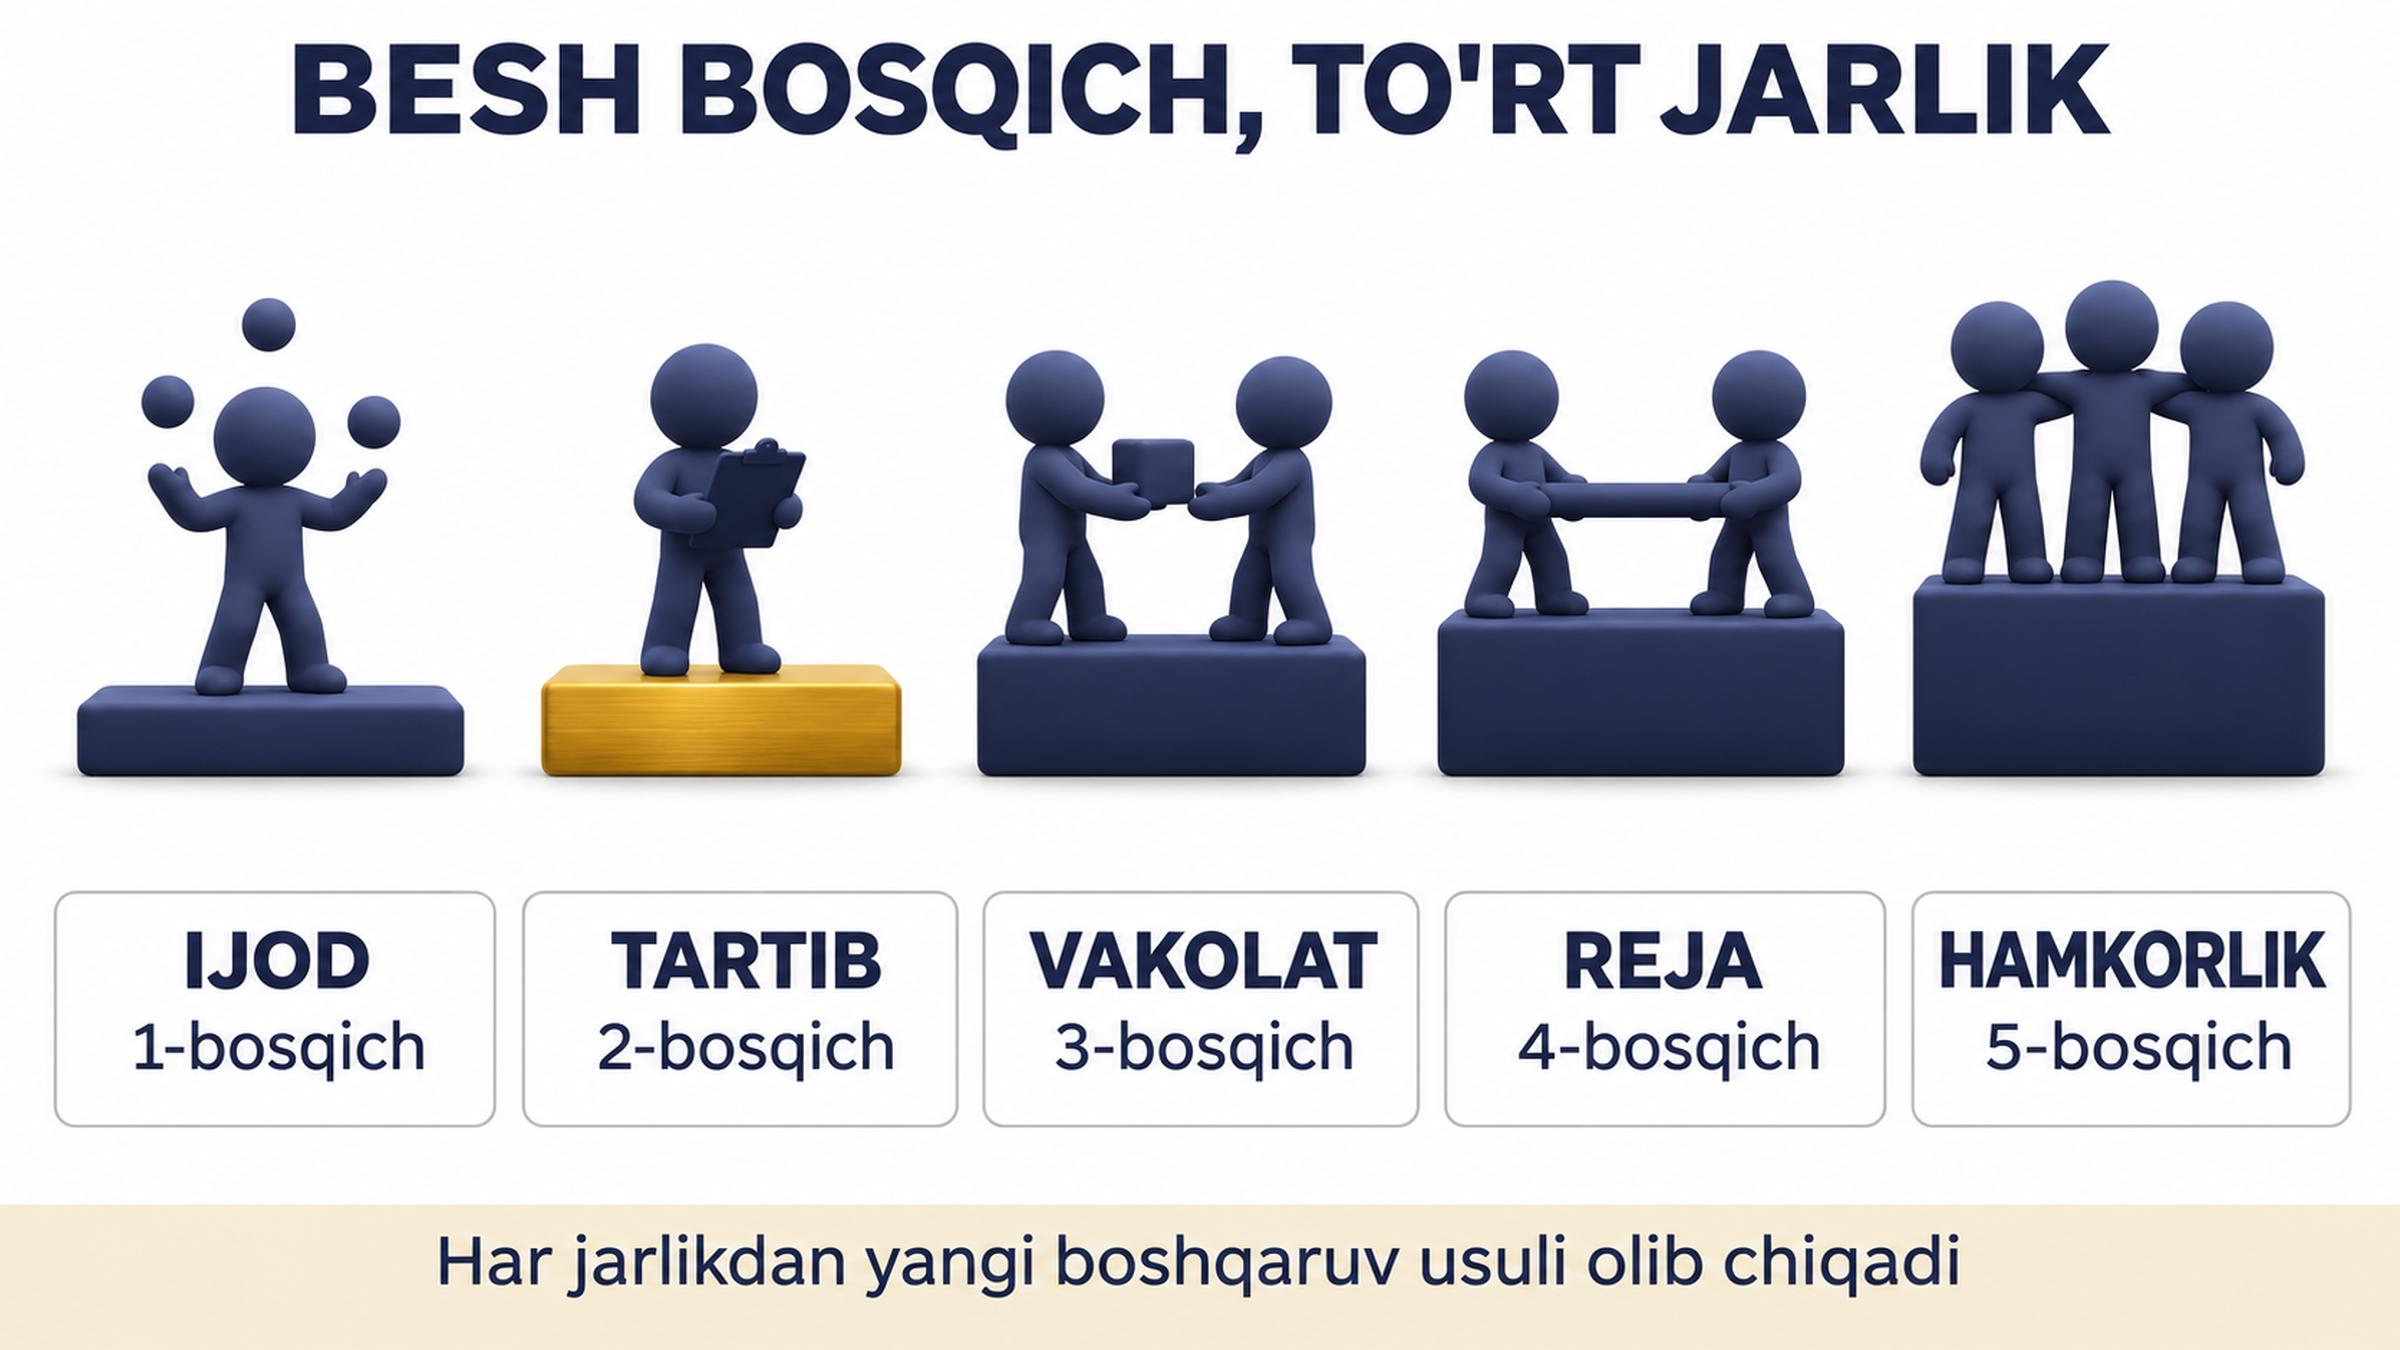 BESH BOSQICH, TO'RT JARLIK
IJOD
1-bosqich
TARTIB
2-bosqich
VAKOLAT
3-bosqich
REJA
4-bosqich
HAMKORLIK
5-bosqich
Har jarlikdan yangi boshqaruv usuli olib chiqadi